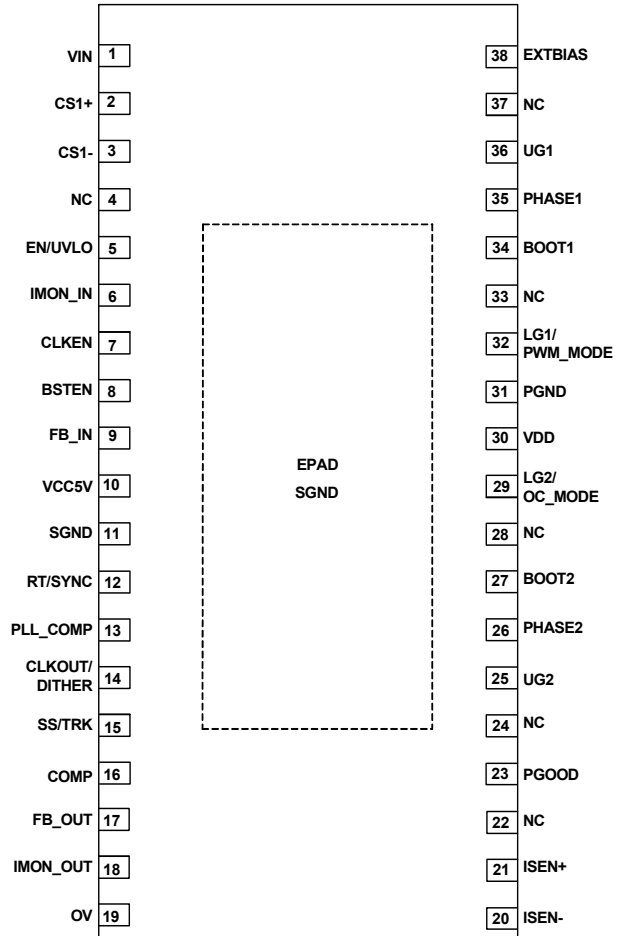 VIN 1
CS1+ 2
CS1- 3
NC 4
EN/UVLO 5
IMON_IN 6
CLKEN 7
BSTEN 8
FB_IN 9
VCC5V 10
SGND 11
RT/SYNC 12
PLL_COMP 13
CLKOUT/
DITHER 14
SS/TRK 15
COMP 16
FB_OUT 17
IMON_OUT 18
OV 19
EPAD
SGND
38 EXTBIAS
37 NC
36 UG1
35 PHASE1
34 BOOT1
33 NC
32 LG1/
PWM_MODE
31 PGND
30 VDD
29 LG2/
OC_MODE
28 NC
27 BOOT2
26 PHASE2
25 UG2
24 NC
23 PGOOD
22 NC
21 ISEN+
20 ISEN-